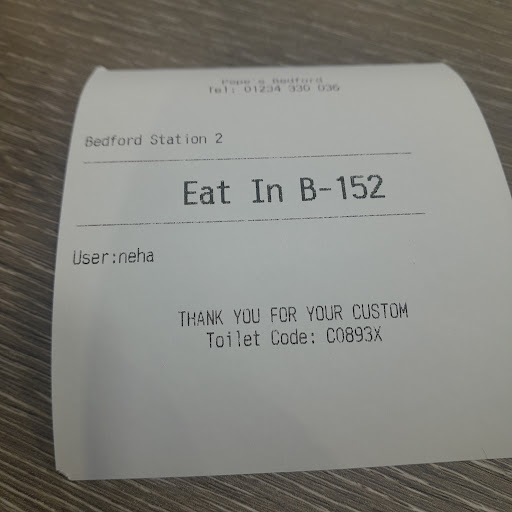 Pepe's Bedford
Tel: 01234 330 036
Bedford Station 2
Eat In B-152
User:neha
THANK YOU FOR YOUR CUSTOM
Toilet Code: C0893X